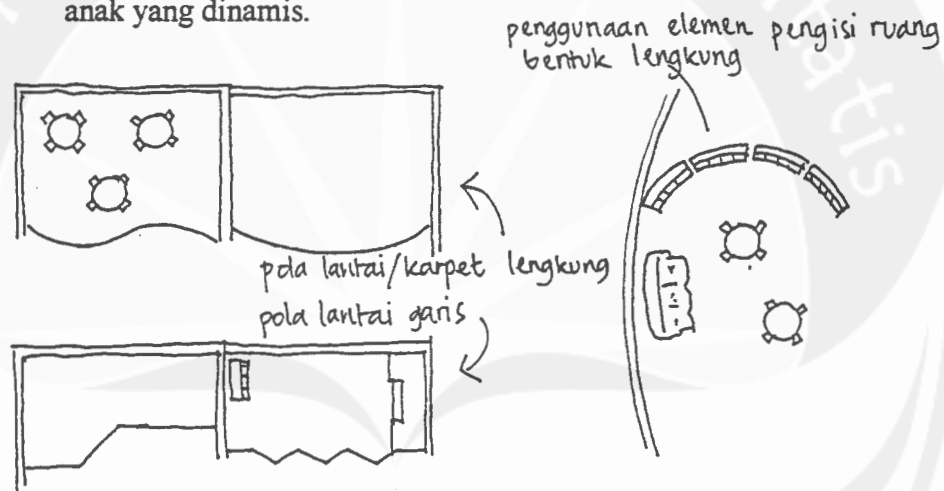 anak yang dinamis.
penggunaan elemen pengisi ruang
bentuk lengkung
pola lantai/karpet lengkung
pola lantai garis